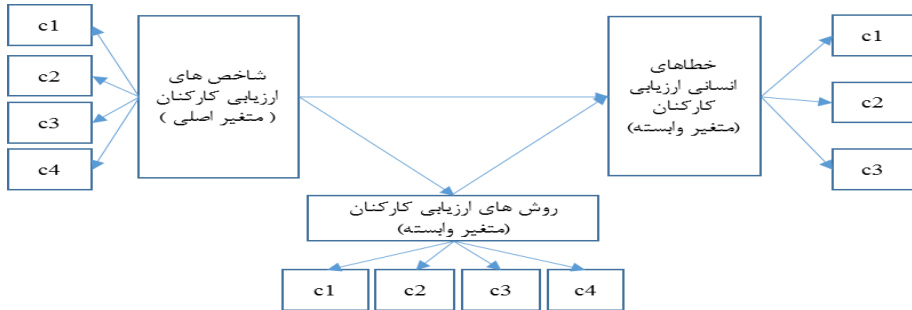 c1
c2
c3
c4
شاخص های
ارزیابی کارکنان
( متغیر اصلی )
خطاهای
انسانی ارزیابی
کارکنان
(متغیر وابسته)
c1
c2
c3
روش های ارزیابی کارکنان
(متغیر وابسته)
c1
c2
c3
c4